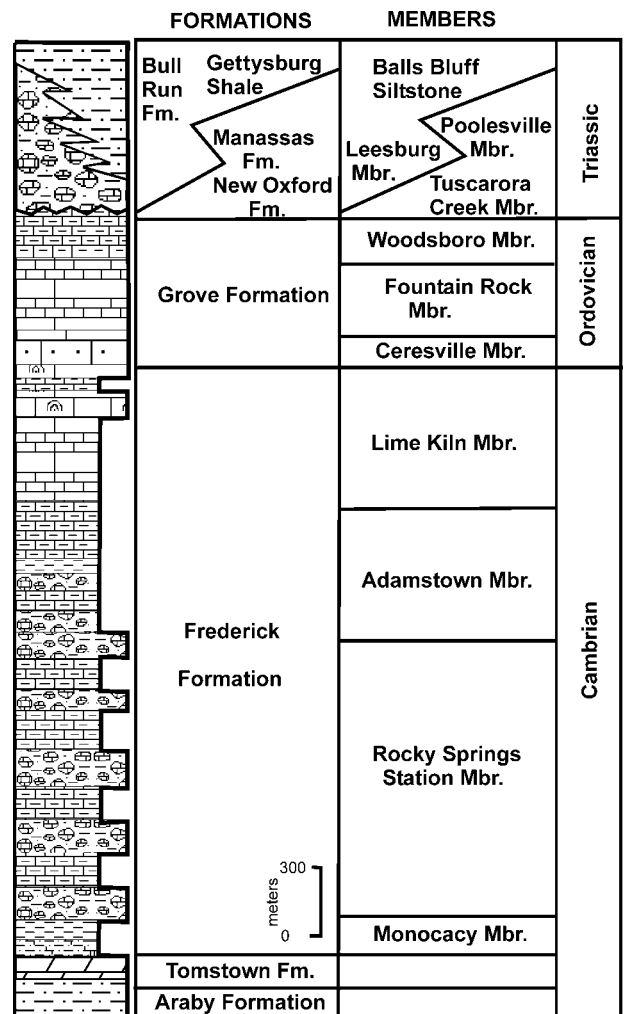 FORMATIONS
MEMBERS
Bull
Run
Fm.
Gettysburg
Shale
Manassas
Fm.
New Oxford
Fm.
Balls Bluff
Siltstone
Poolesville
Mbr.
Leesburg
Mbr.
Tuscarora
Creek Mbr.
Triassic
Grove Formation
Woodsboro Mbr.
Fountain Rock
Mbr.
Ceresville Mbr.
Ordovician
Frederick
Formation
Lime Kiln Mbr.
Adamstown Mbr.
Rocky Springs
Station Mbr.
Monocacy Mbr.
Cambrian
300
meters
0
Tomstown Fm.
Araby Formation